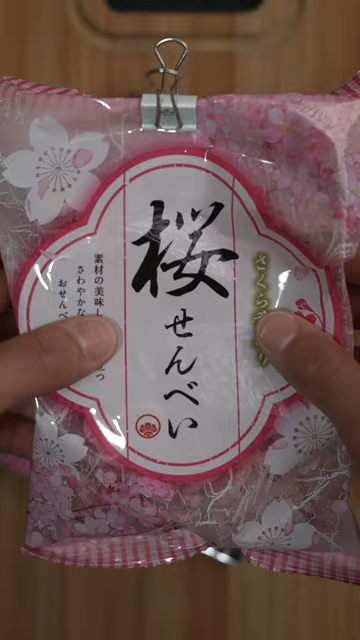 さくら
桜せんべい
素材の美味し
さわやかな
おせんべ